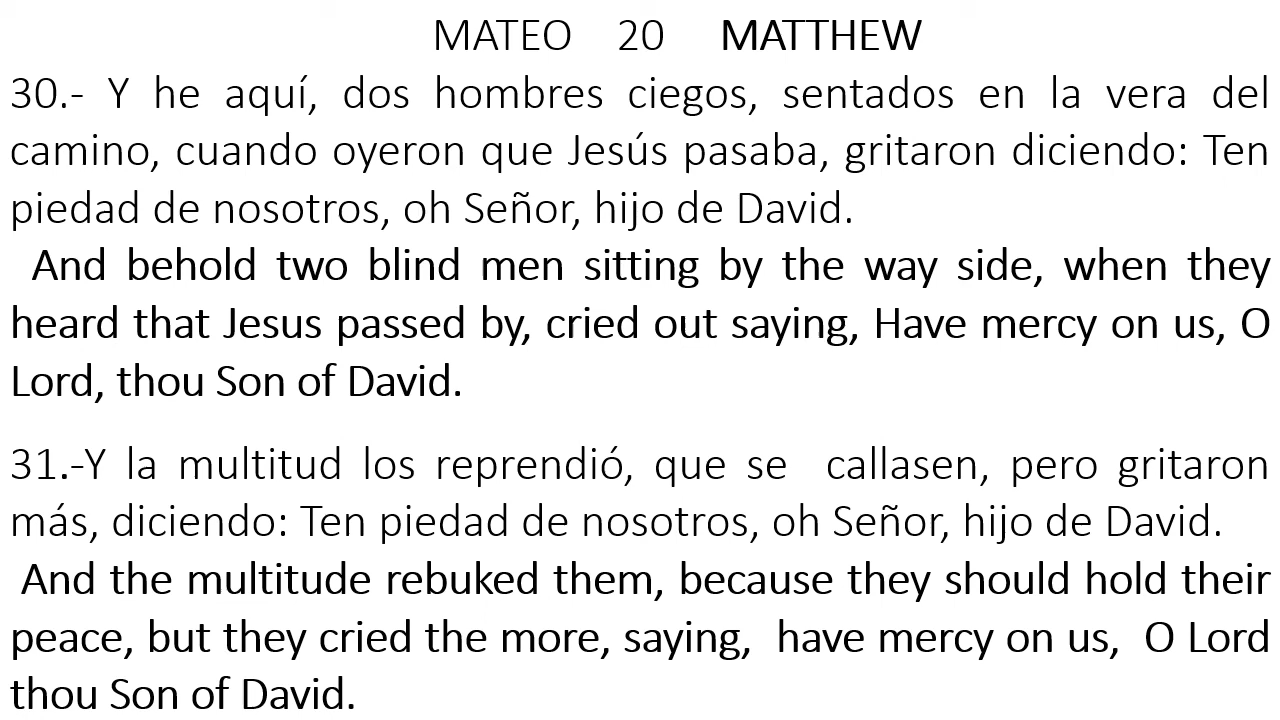 MATEO 20 MATTHEW
30.- Y he aquí, dos hombres ciegos, sentados en la vera del
camino, cuando oyeron que Jesús pasaba, gritaron diciendo: Ten
piedad de nosotros, oh Señor, hijo de David.
And behold two blind men sitting by the way side, when they
heard that Jesus passed by, cried out saying, Have mercy on us, O
Lord, thou Son of David.
31.-Y la multitud los reprendió, que se callasen, pero gritaron
más, diciendo: Ten piedad de nosotros, oh Señor, hijo de David.
And the multitude rebuked them, because they should hold their
peace, but they cried the more, saying, have mercy on us, O Lord
thou Son of David.